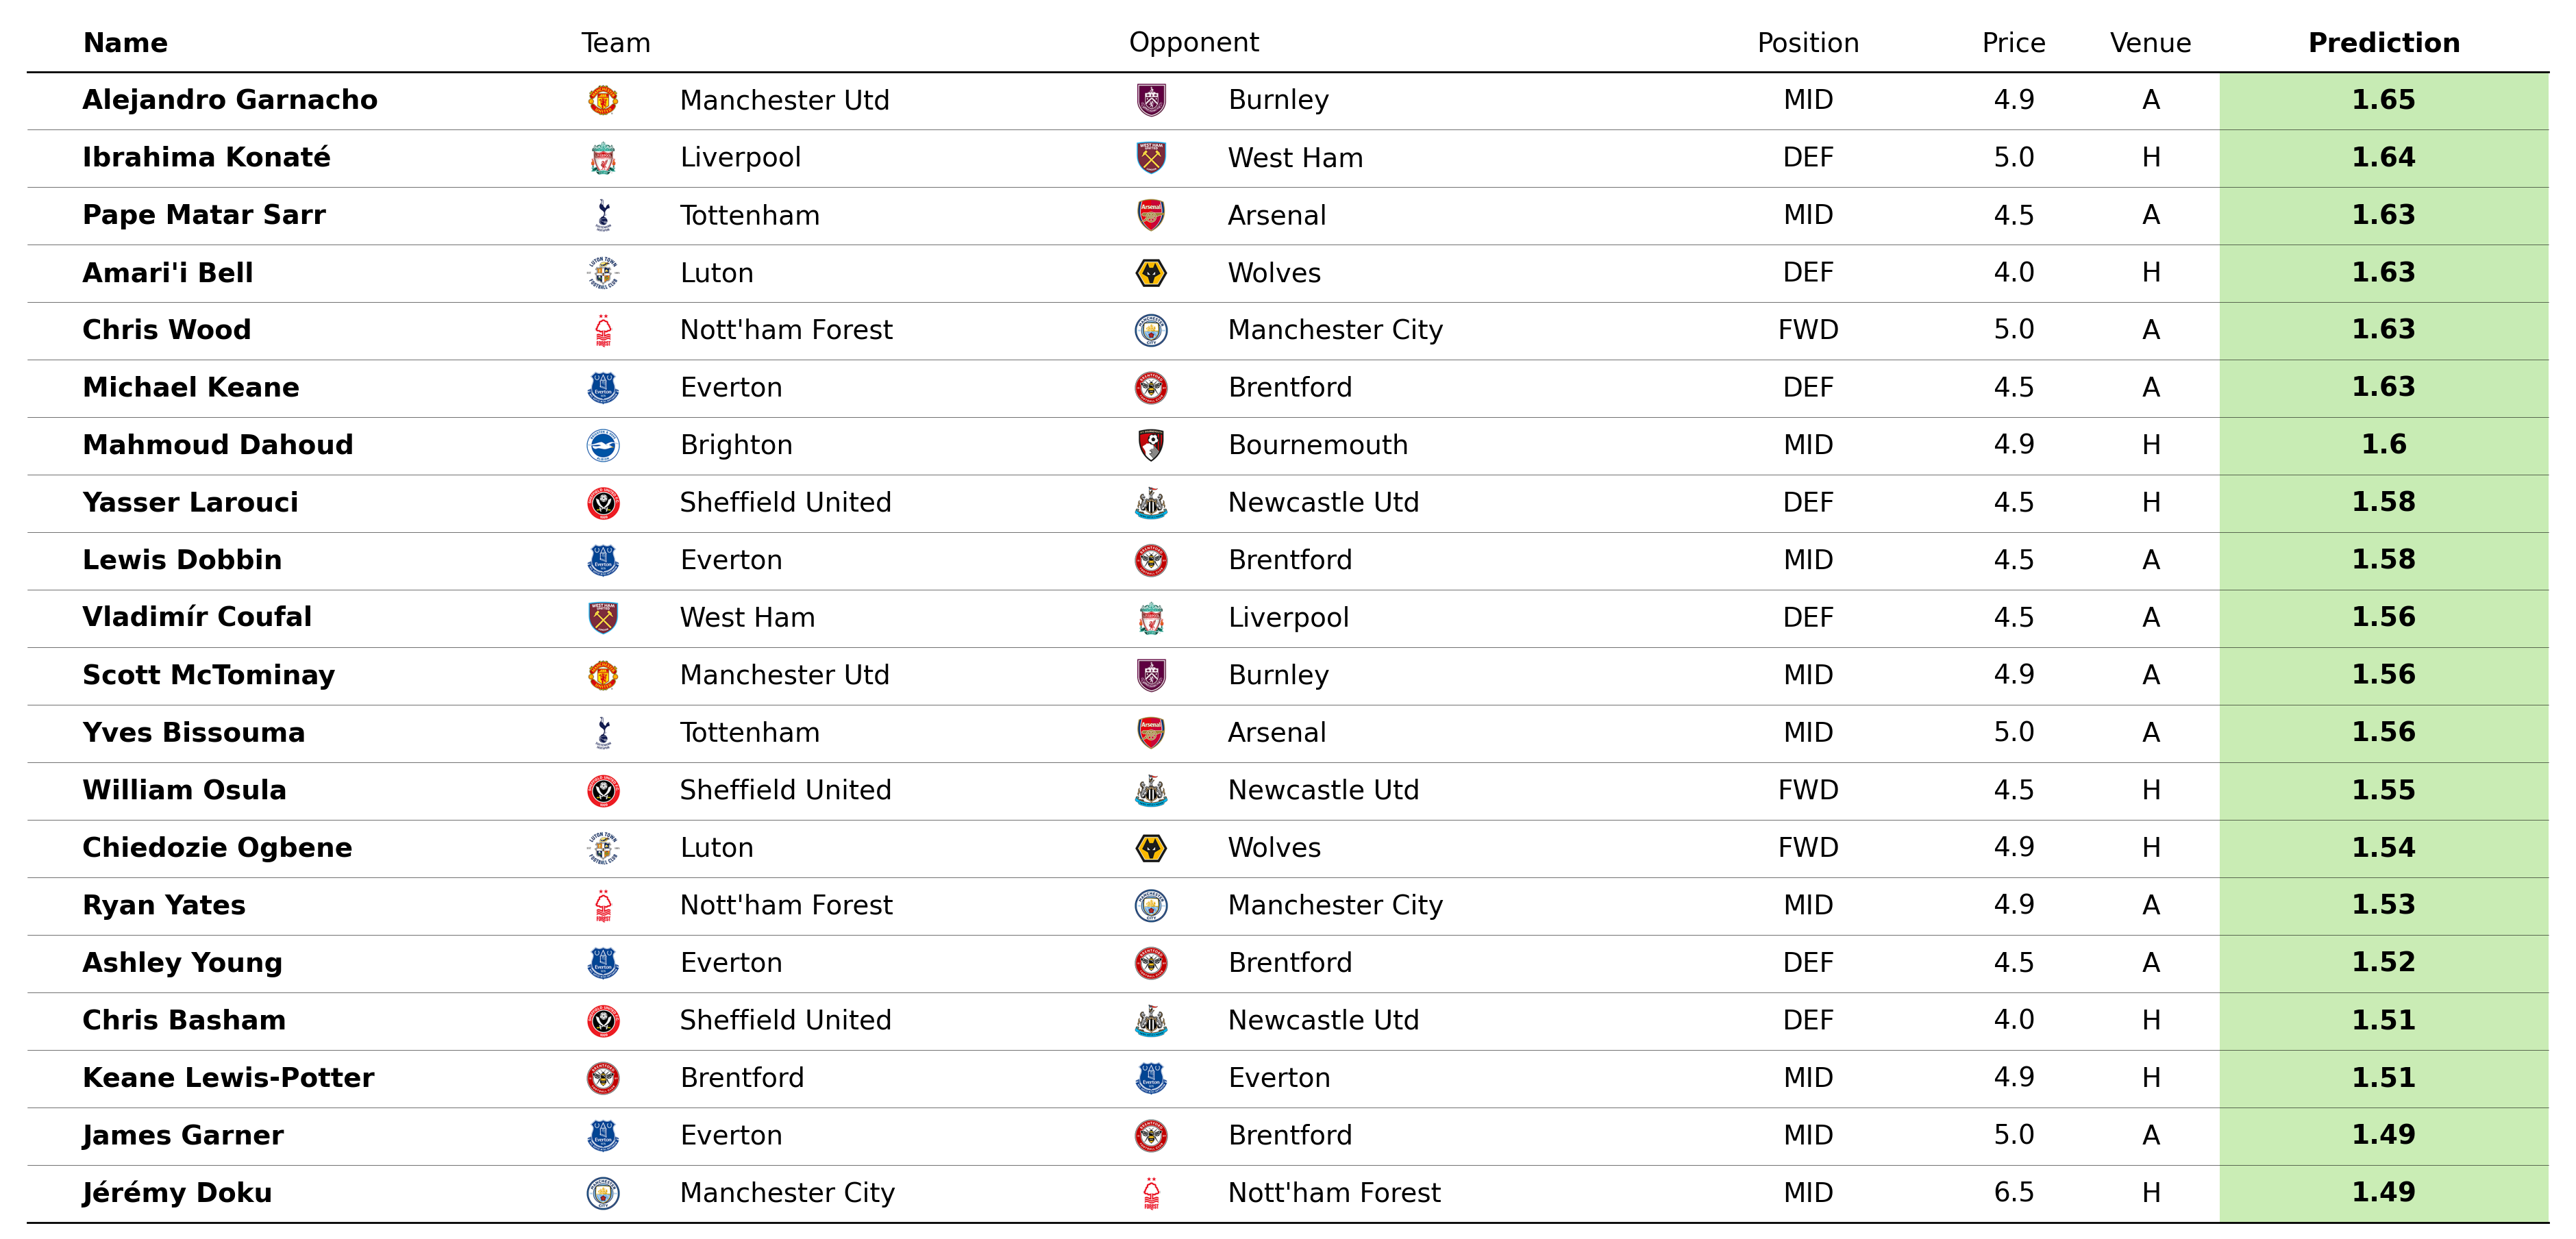 Name Team Opponent Position Price Venue Prediction
Alejandro Garnacho Manchester Utd Burnley MID 4.9 A 1.65
Ibrahima Konaté Liverpool West Ham DEF 5.0 H 1.64
Pape Matar Sarr Tottenham Arsenal MID 4.5 A 1.63
Amari'i Bell Luton Wolves DEF 4.0 H 1.63
Chris Wood Nott'ham Forest Manchester City FWD 5.0 A 1.63
Michael Keane Everton Brentford DEF 4.5 A 1.63
Mahmoud Dahoud Brighton Bournemouth MID 4.9 H 1.6
Yasser Larouci Sheffield United Newcastle Utd DEF 4.5 H 1.58
Lewis Dobbin Everton Brentford MID 4.5 A 1.58
Vladimír Coufal West Ham Liverpool DEF 4.5 A 1.56
Scott McTominay Manchester Utd Burnley MID 4.9 A 1.56
Yves Bissouma Tottenham Arsenal MID 5.0 A 1.56
William Osula Sheffield United Newcastle Utd FWD 4.5 H 1.55
Chiedozie Ogbene Luton Wolves FWD 4.9 H 1.54
Ryan Yates Nott'ham Forest Manchester City MID 4.9 A 1.53
Ashley Young Everton Brentford DEF 4.5 A 1.52
Chris Basham Sheffield United Newcastle Utd DEF 4.0 H 1.51
Keane Lewis-Potter Brentford Everton MID 4.9 H 1.51
James Garner Everton Brentford MID 5.0 A 1.49
Jérémy Doku Manchester City Nott'ham Forest MID 6.5 H 1.49